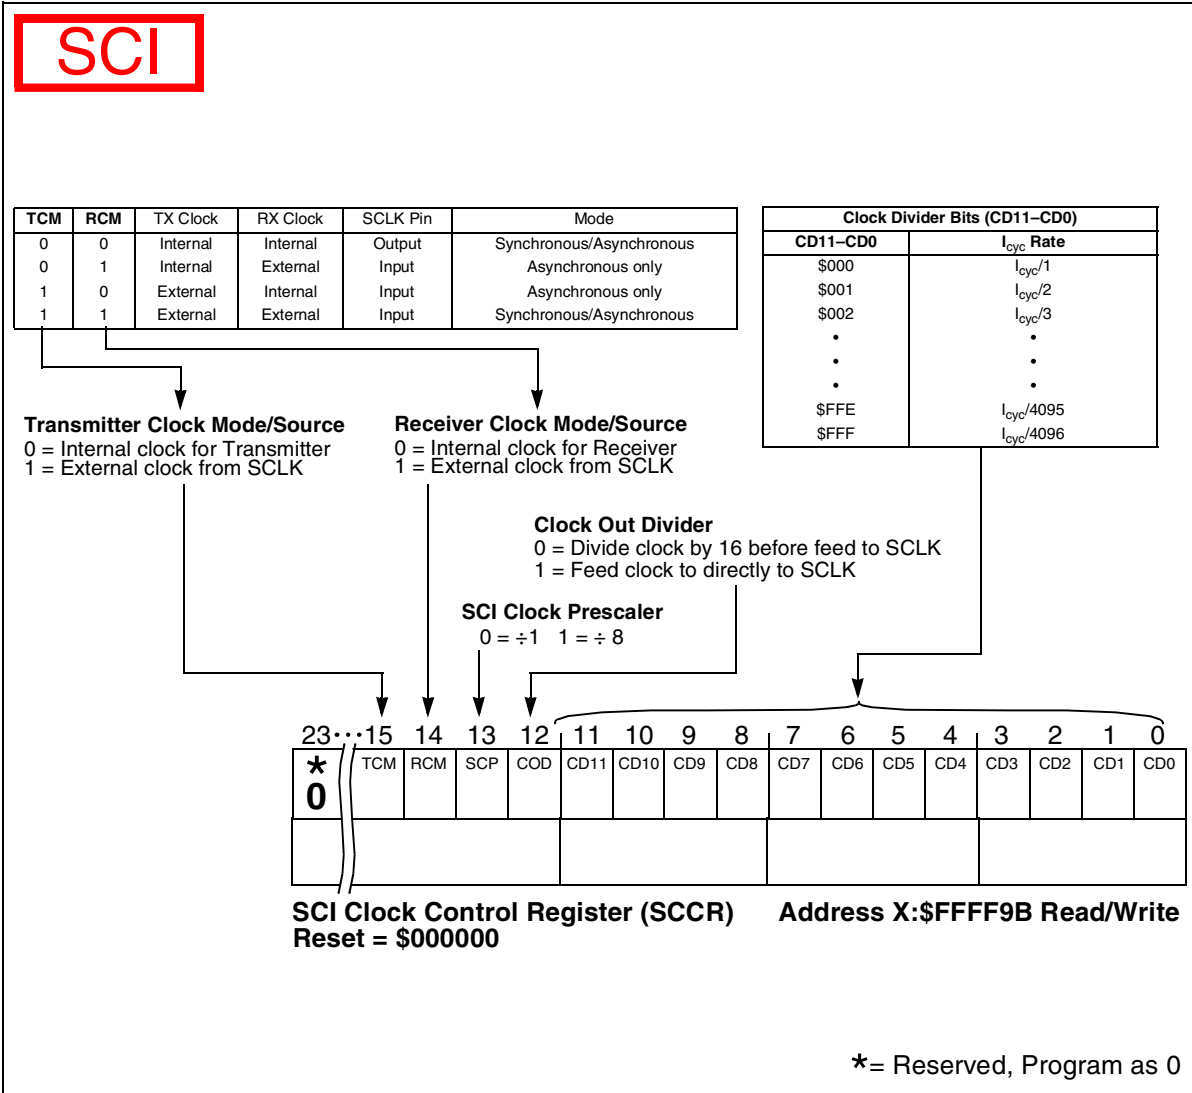 SCI
TCM RCM TX Clock RX Clock SCLK Pin Mode
0 0 Internal Internal Output Synchronous/Asynchronous
0 1 Internal External Input Asynchronous only
1 0 External Internal Input Asynchronous only
1 1 External External Input Synchronous/Asynchronous
Clock Divider Bits (CD11–CD0)
CD11–CD0 Icyc Rate
$000 Icyc/1
$001 Icyc/2
$002 Icyc/3
• •
• •
• •
$FFE Icyc/4095
$FFF Icyc/4096
Transmitter Clock Mode/Source
0 = Internal clock for Transmitter
1 = External clock from SCLK
Receiver Clock Mode/Source
0 = Internal clock for Receiver
1 = External clock from SCLK
Clock Out Divider
0 = Divide clock by 16 before feed to SCLK
1 = Feed clock to directly to SCLK
SCI Clock Prescaler
0 = ÷1 1 = ÷ 8
23···15 14 13 12 11 10 9 8 7 6 5 4 3 2 1 0
* TCM RCM SCP COD CD11 CD10 CD9 CD8 CD7 CD6 CD5 CD4 CD3 CD2 CD1 CD0
0
SCI Clock Control Register (SCCR) Address X:$FFFF9B Read/Write
Reset = $000000
*= Reserved, Program as 0